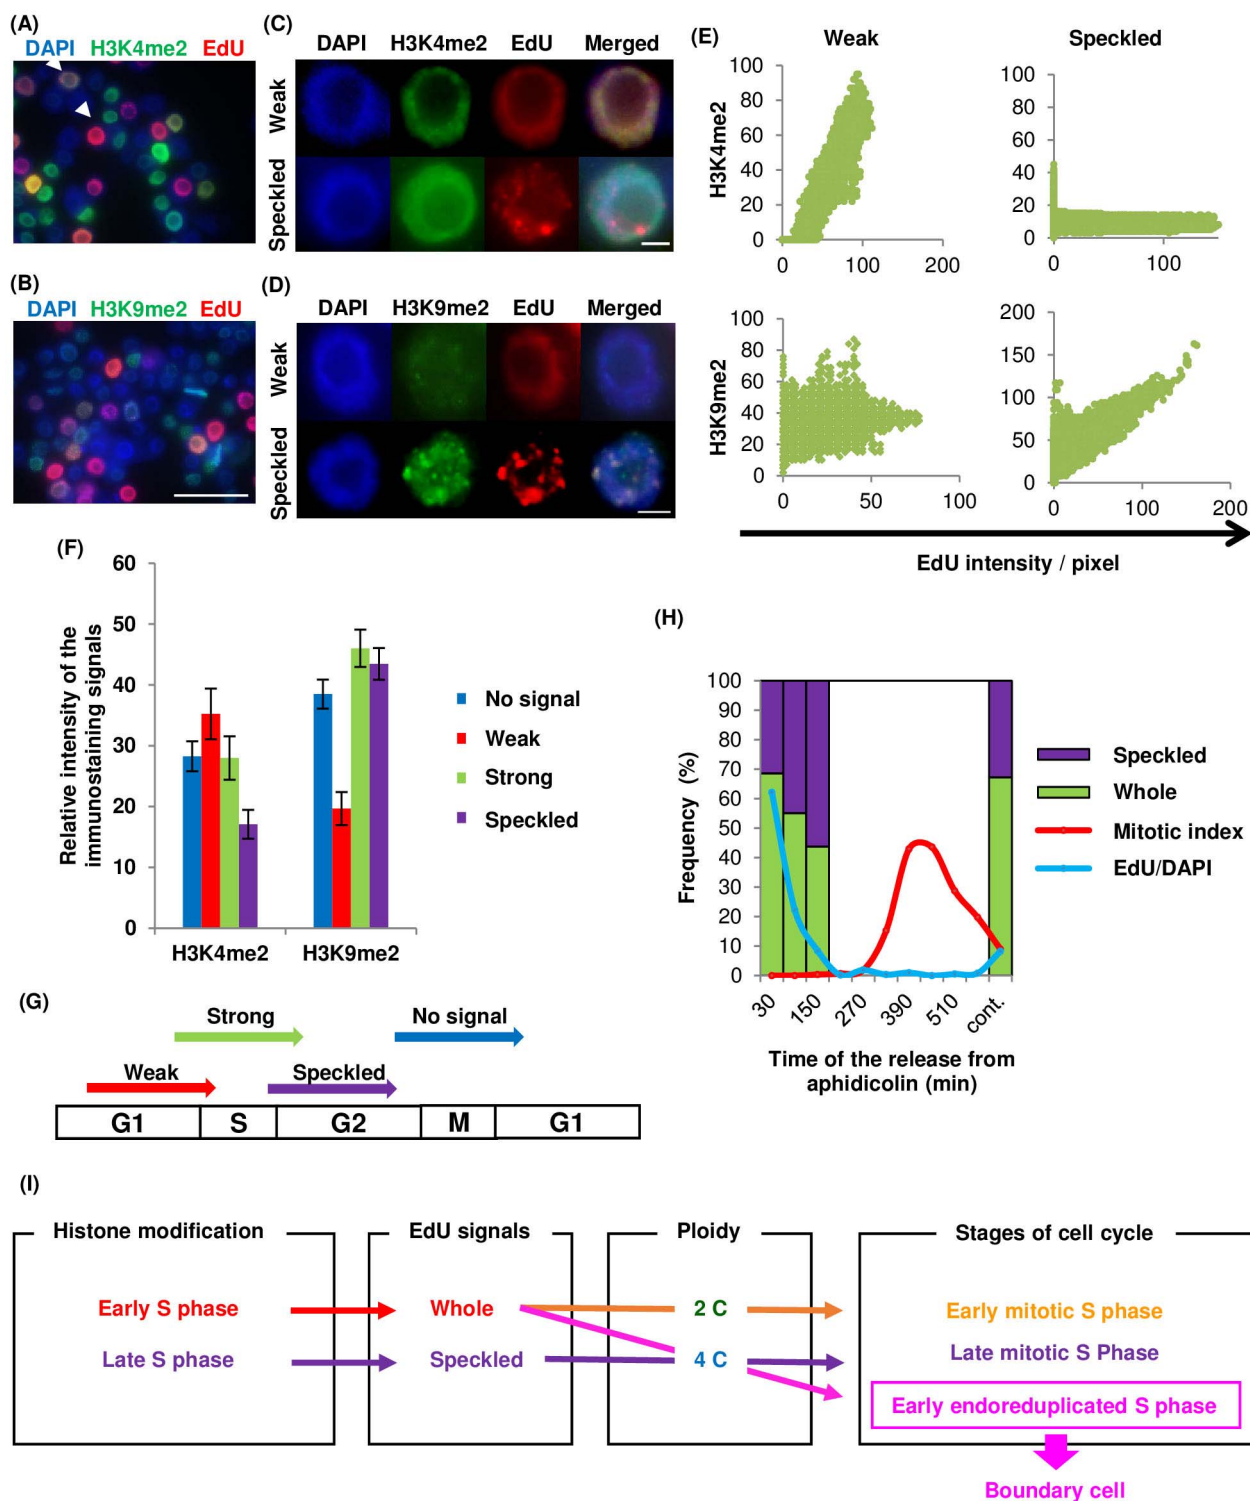 (A)
DAPI H3K4me2 EdU
(B)
DAPI H3K9me2 EdU
(C)
DAPI H3K4me2 EdU Merged
Weak
Speckled
(D)
DAPI H3K9me2 EdU Merged
Weak
Speckled
(E)
Weak Speckled
H3K4me2
100
80
60
40
20
0
0 100 200
100
80
60
40
20
0
0 100
H3K9me2
100
80
60
40
20
0
0 50 100
200
150
100
50
0
0 100 200
EdU intensity / pixel
(F)
Relative intensity of the
immunostaining signals
60
50
40
30
20
10
0
H3K4me2 H3K9me2
No signal
Weak
Strong
Speckled
(H)
Frequency (%)
100
90
80
70
60
50
40
30
20
10
0
30 150 270 390 510 cont.
Time of the release from
aphidicolin (min)
Speckled
Whole
Mitotic index
EdU/DAPI
(G)
Strong No signal
Weak Speckled
G1 S G2 M G1
(I)
Histone modification EdU signals Ploidy Stages of cell cycle
Early S phase Whole 2 C Early mitotic S phase
Late S phase Speckled 4 C Late mitotic S Phase
Early endoreduplicated S phase
Boundary cell